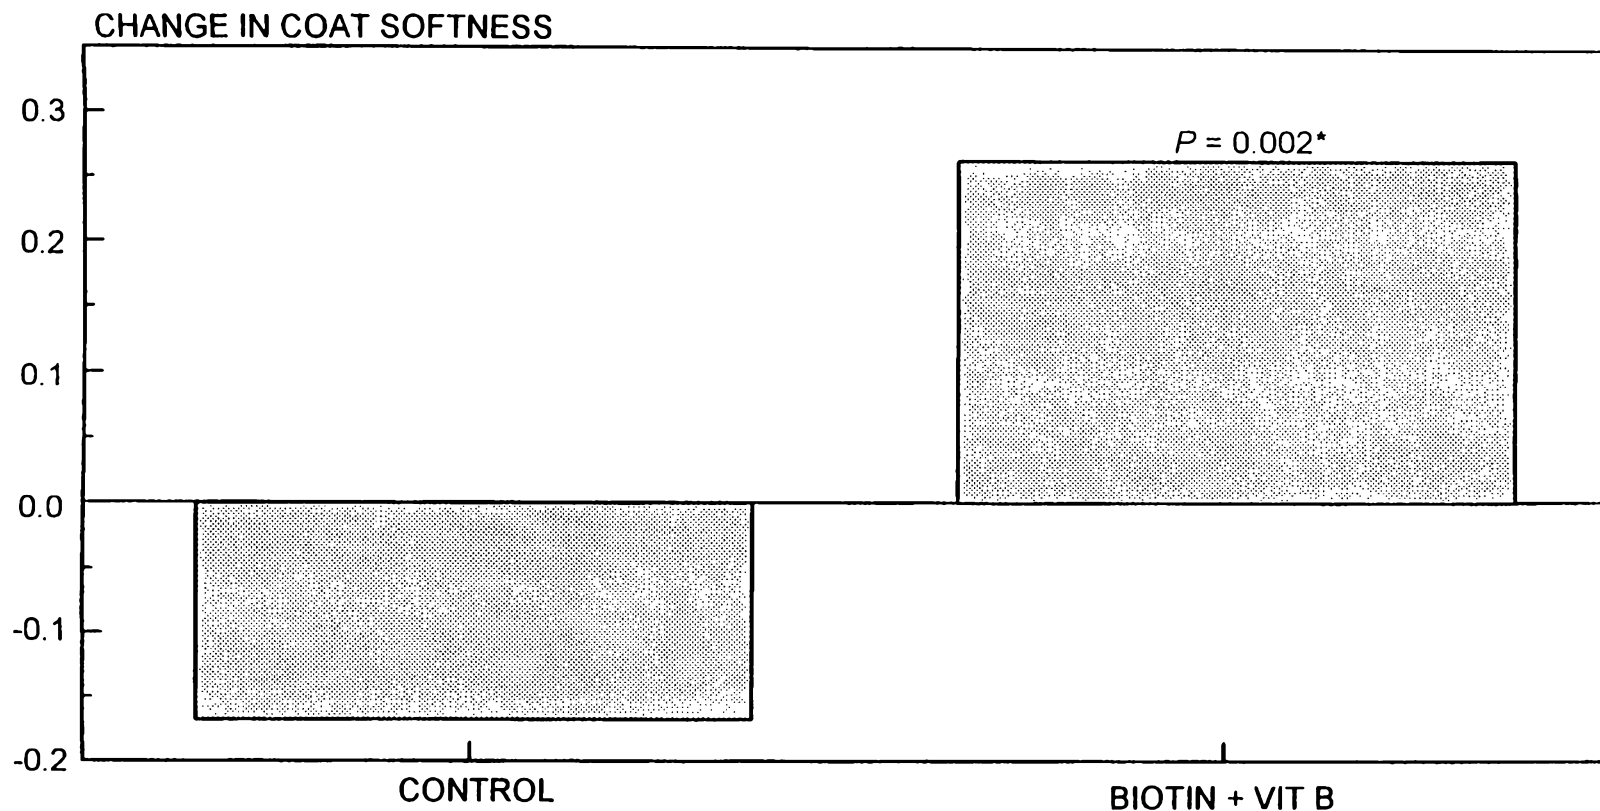 CHANGE IN COAT SOFTNESS
0.3
P = 0.002*
0.2
0.1
0.0
-0.1
-0.2
CONTROL
BIOTIN + VIT B